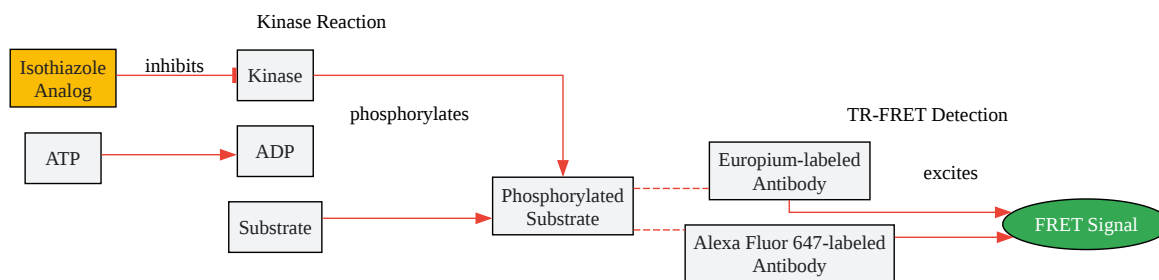 Kinase Reaction
Isothiazole
Analog
inhibits
Kinase
phosphorylates
ATP
ADP
Substrate
Phosphorylated
Substrate
TR-FRET Detection
Europium-labeled
Antibody
excites
Alexa Fluor 647-labeled
Antibody
FRET Signal